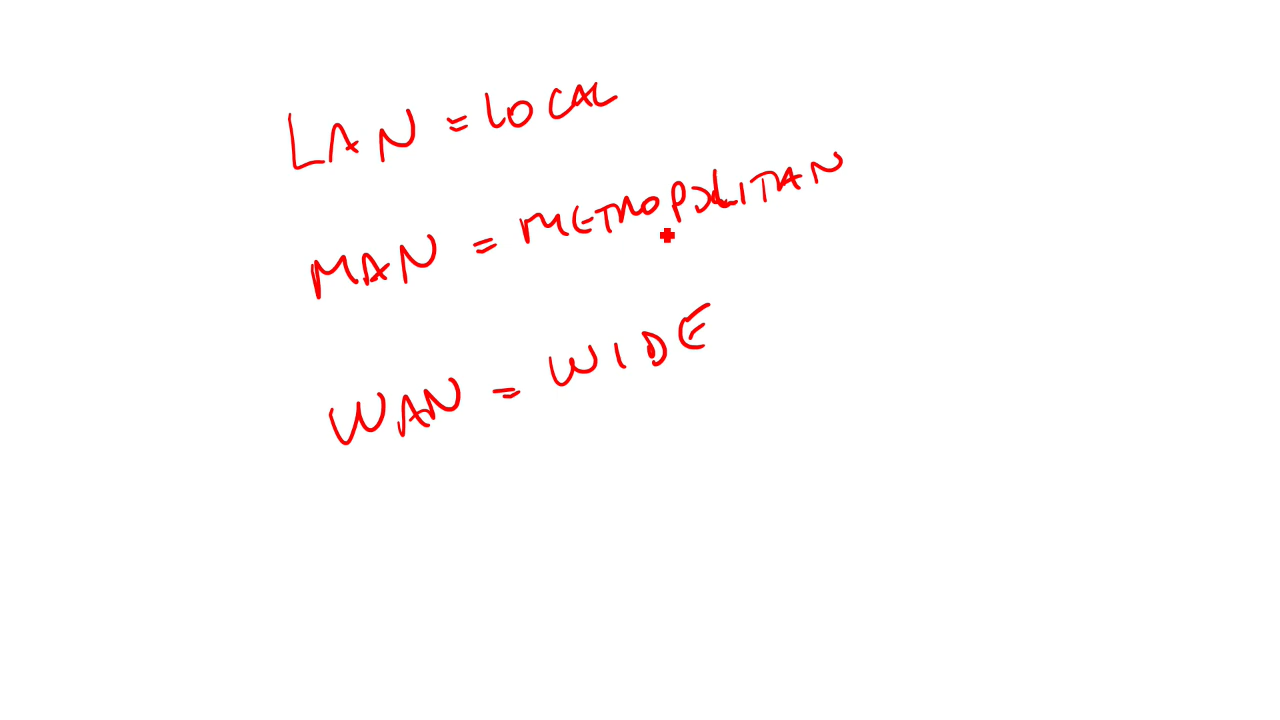 LAN = LOCAL
MAN = METROPOLITAN
WAN = WIDE